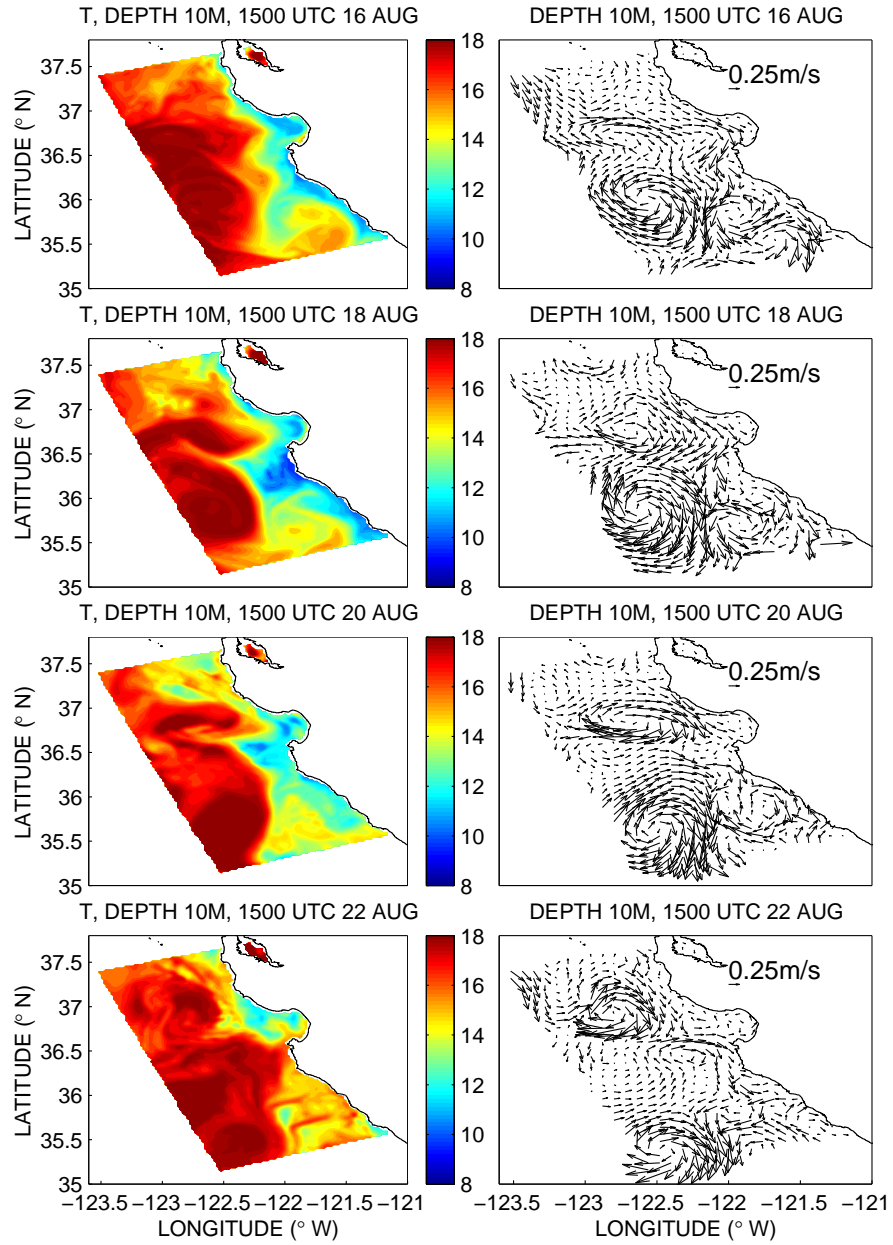 T, DEPTH 10M, 1500 UTC 16 AUG
DEPTH 10M, 1500 UTC 16 AUG
LATITUDE (° N)
37.5
37
36.5
36
35.5
35
18
16
14
12
10
8
0.25m/s
T, DEPTH 10M, 1500 UTC 18 AUG
DEPTH 10M, 1500 UTC 18 AUG
LATITUDE (° N)
37.5
37
36.5
36
35.5
35
18
16
14
12
10
8
0.25m/s
T, DEPTH 10M, 1500 UTC 20 AUG
DEPTH 10M, 1500 UTC 20 AUG
LATITUDE (° N)
37.5
37
36.5
36
35.5
35
18
16
14
12
10
8
0.25m/s
T, DEPTH 10M, 1500 UTC 22 AUG
DEPTH 10M, 1500 UTC 22 AUG
LATITUDE (° N)
37.5
37
36.5
36
35.5
35
18
16
14
12
10
8
0.25m/s
−123.5 −123 −122.5 −122 −121.5 −121
−123.5 −123 −122.5 −122 −121.5 −121
LONGITUDE (° W)
LONGITUDE (° W)